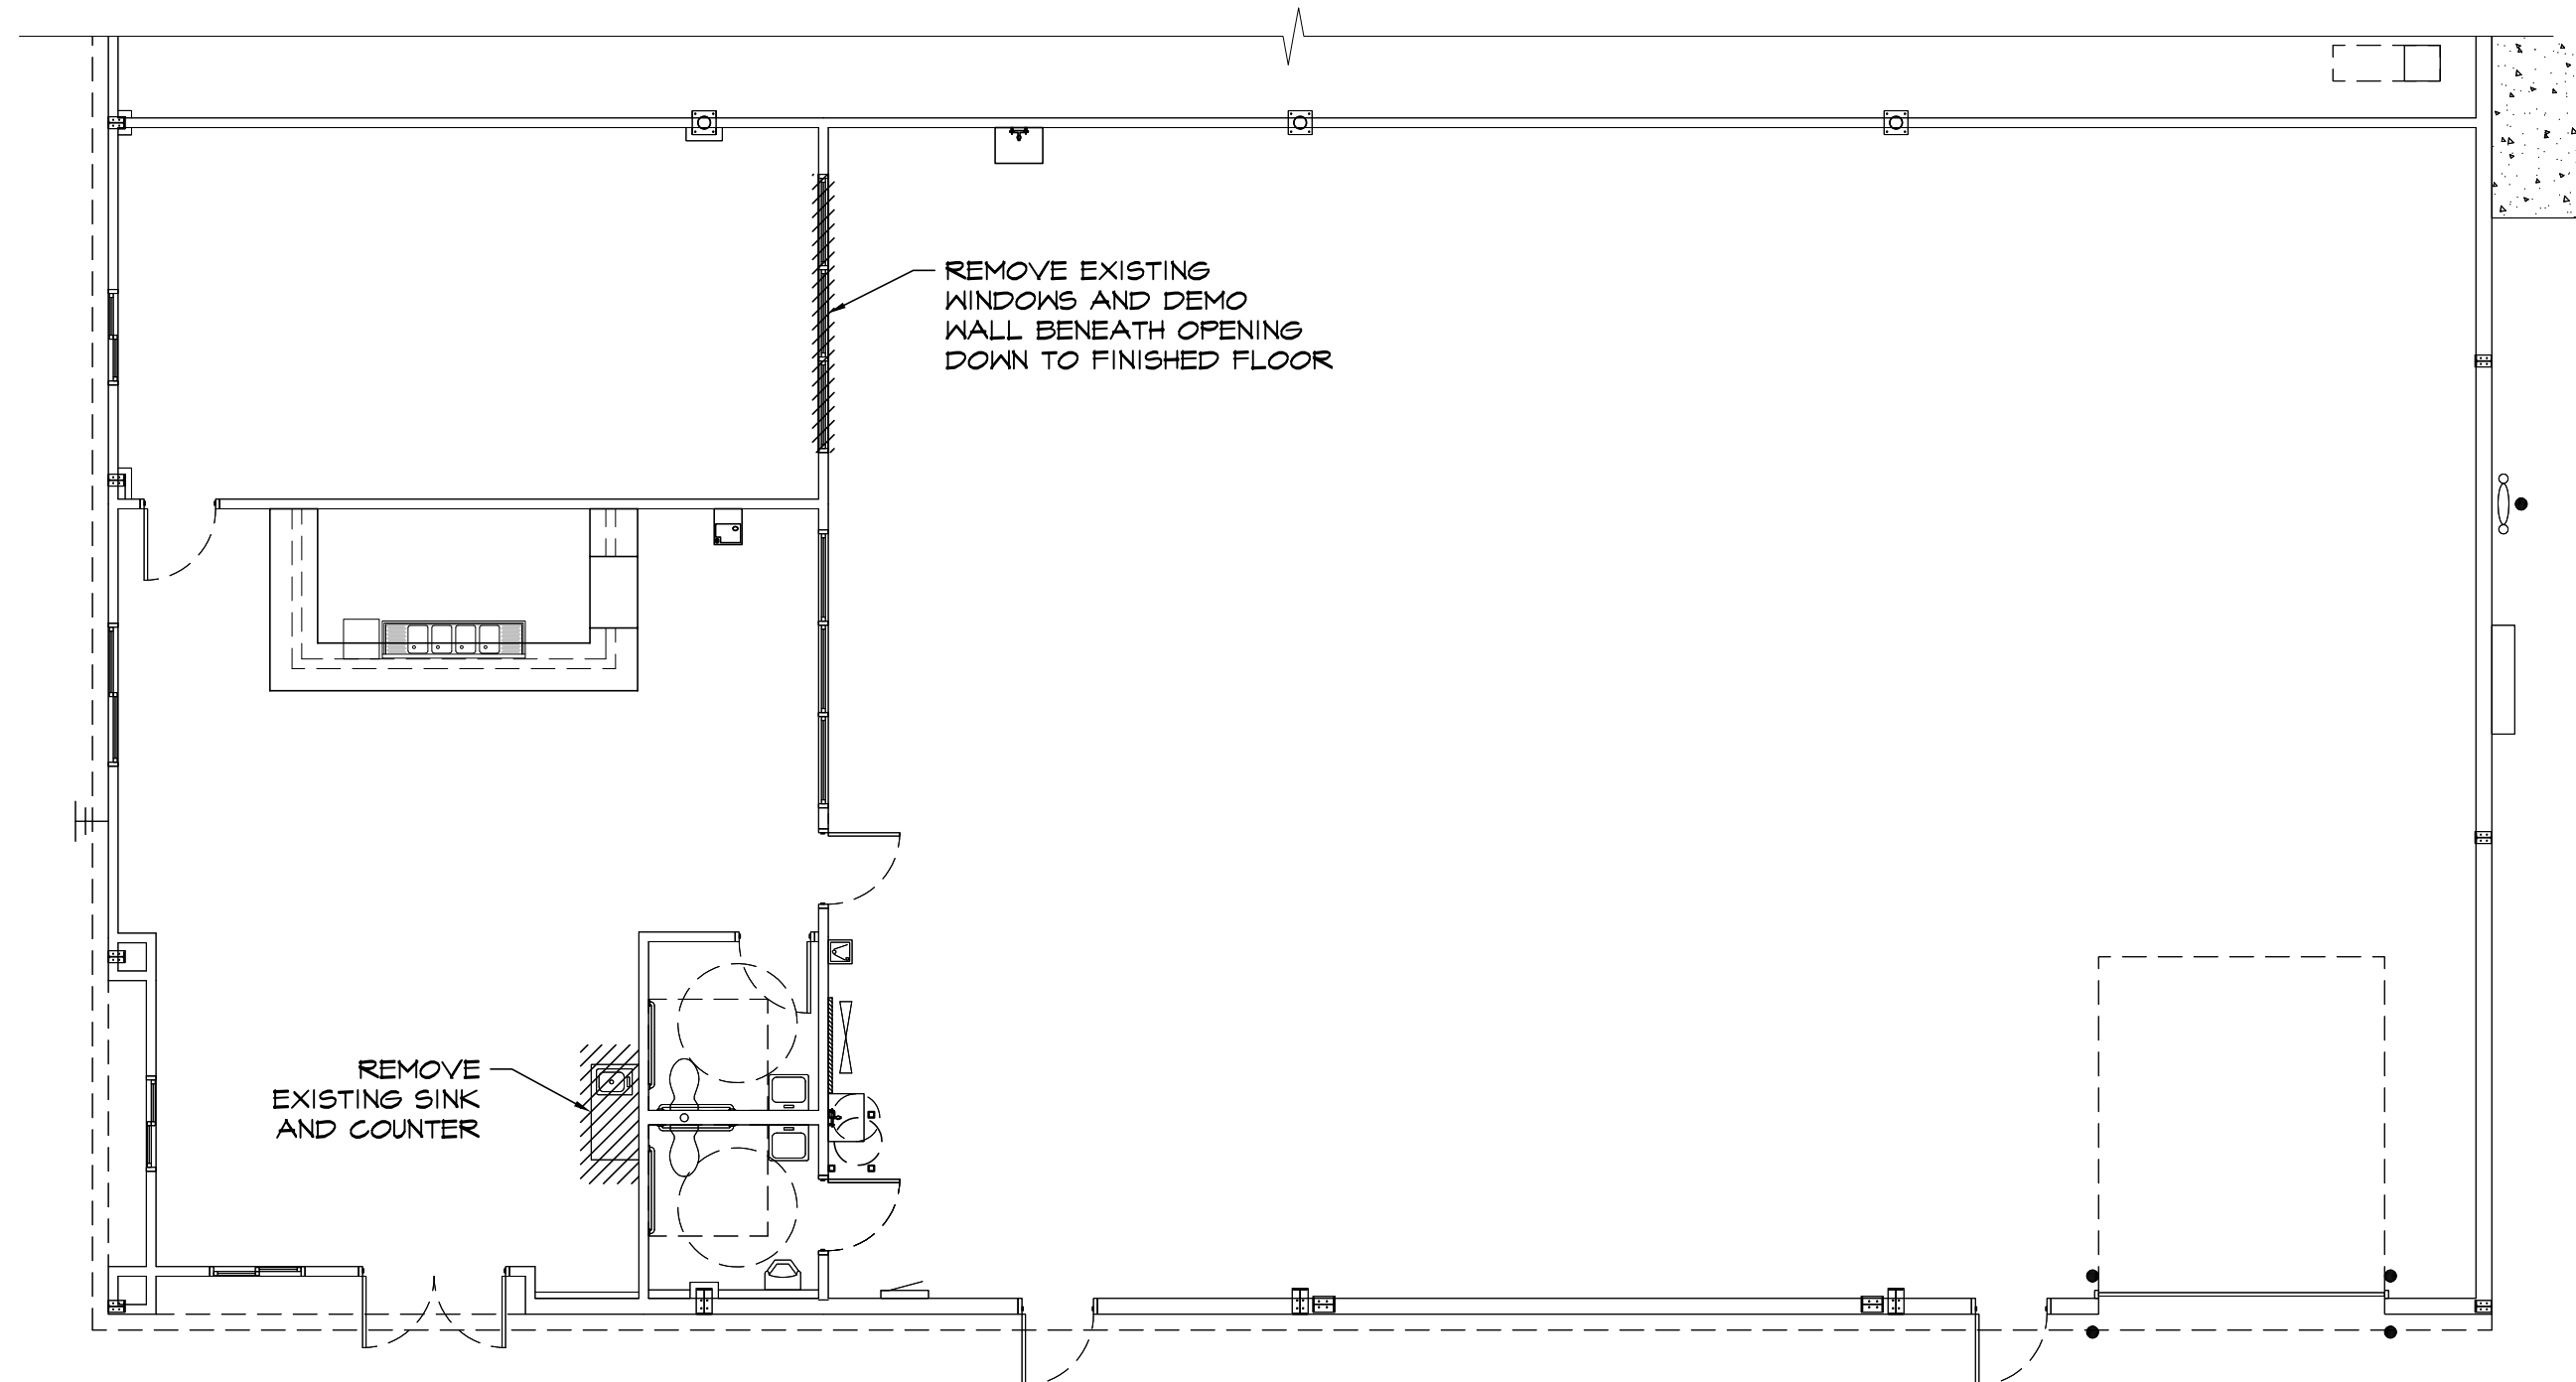 REMOVE EXISTING
WINDOWS AND DEMO
WALL BENEATH OPENING
DOWN TO FINISHED FLOOR
REMOVE
EXISTING SINK
AND COUNTER